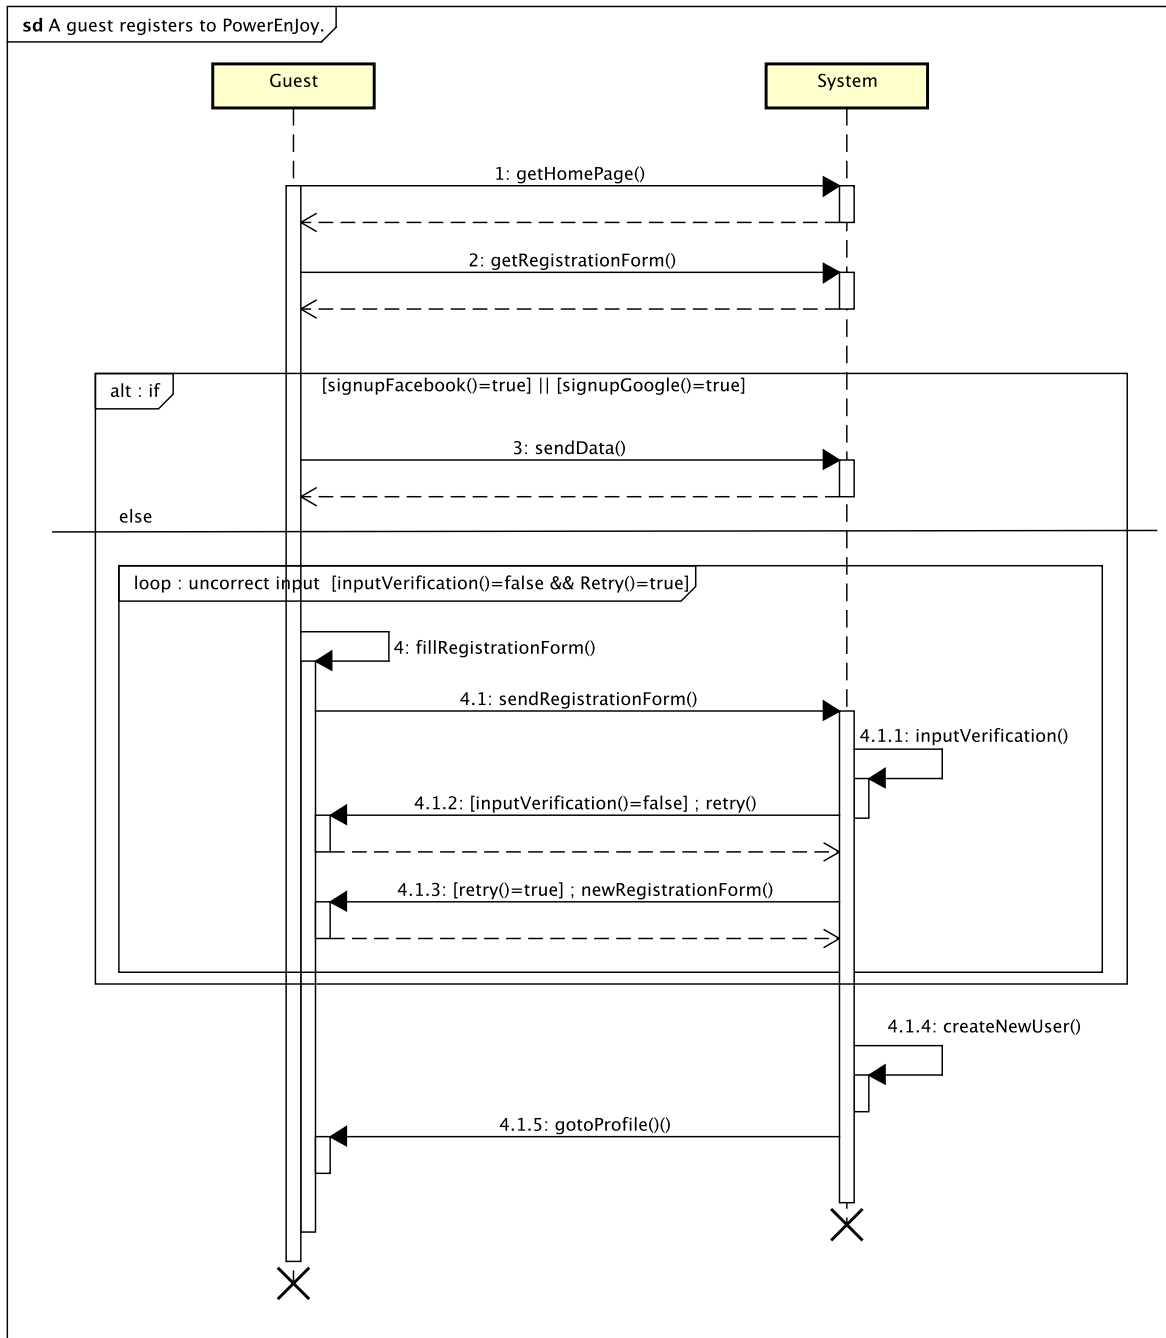 sd A guest registers to PowerEnJoy.
Guest
System
1: getHomePage()
2: getRegistrationForm()
alt : if
[signupFacebook()=true] || [signupGoogle()=true]
3: sendData()
else
loop : uncorrect input [inputVerification()=false && Retry()=true]
4: fillRegistrationForm()
4.1: sendRegistrationForm()
4.1.1: inputVerification()
4.1.2: [inputVerification()=false] ; retry()
4.1.3: [retry()=true] ; newRegistrationForm()
4.1.4: createNewUser()
4.1.5: gotoProfile()()